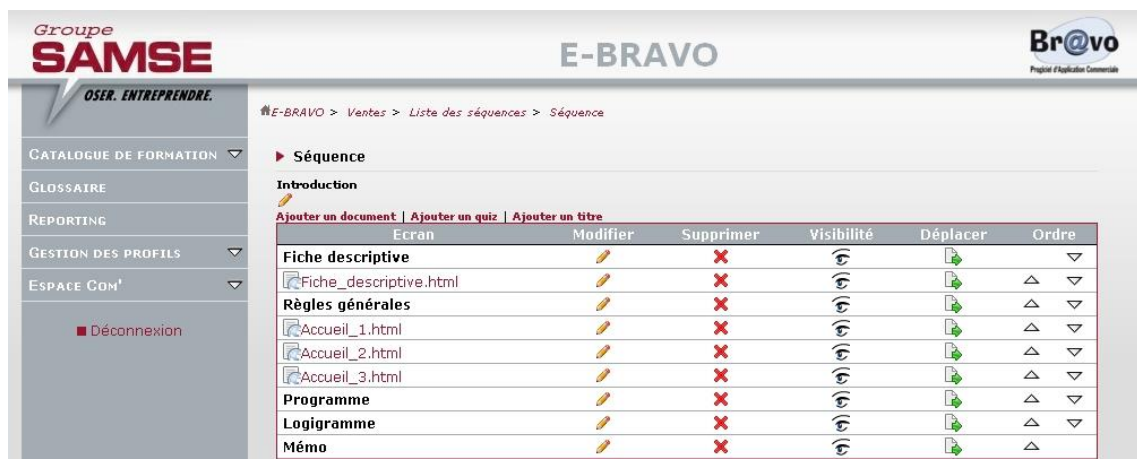 Groupe
SAMSE
OSER. ENTREPRENDRE.
E-BRAVO
Br@vo
Progiciel d'Application Commerciale
E-BRAVO > Ventes > Liste des séquences > Séquence
CATALOGUE DE FORMATION
GLOSSAIRE
REPORTING
GESTION DES PROFILS
ESPACE COM'
Déconnexion
Séquence
Introduction
Ajouter un document | Ajouter un quiz | Ajouter un titre
Ecran Modifier Supprimer Visibilité Déplacer Ordre
Fiche descriptive
Fiche_descriptive.html
Règles générales
Accueil_1.html
Accueil_2.html
Accueil_3.html
Programme
Logigramme
Mémo